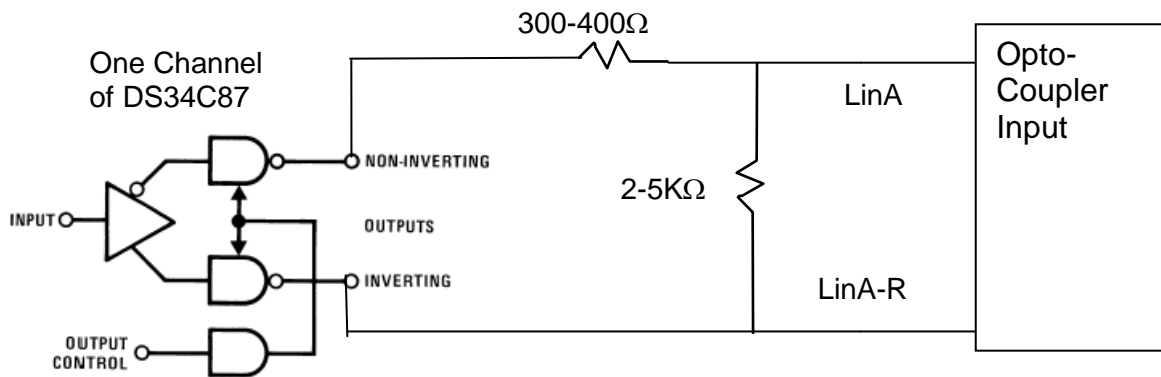 300-400Ω
One Channel
of DS34C87
Opto-
Coupler
Input
LinA
NON-INVERTING
2-5KΩ
INPUT
OUTPUTS
INVERTING
LinA-R
OUTPUT
CONTROL